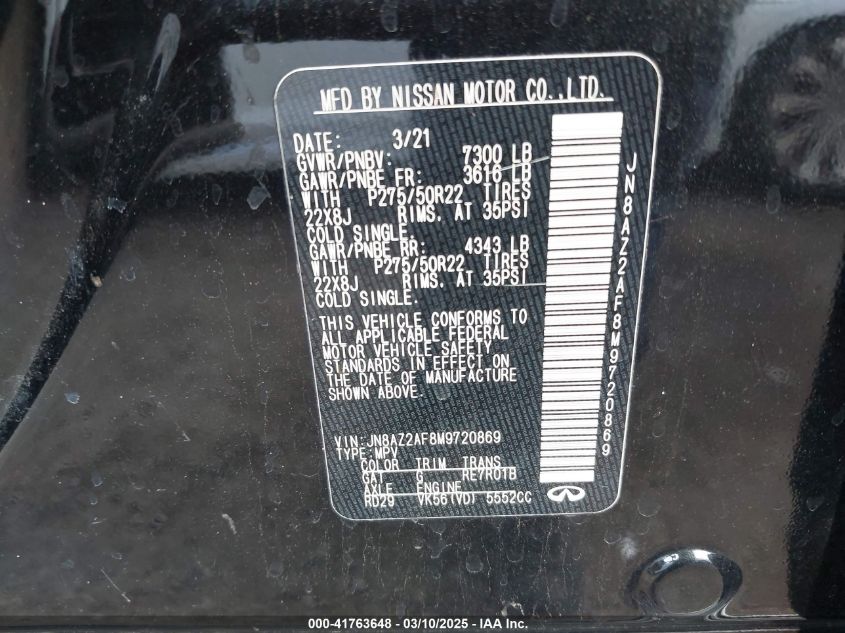 MFD BY NISSAN MOTOR CO.,LTD.
DATE: 3/21
GVWR/PNBV: 7300 LB
GAWR/PNBE FR: 3616 LB
WITH P275/50R22 TIRES
22X8J RIMS. AT 35PSI
COLD SINGLE.
GAWR/PNBE RR: 4343 LB
WITH P275/50R22 TIRES
22X8J RIMS. AT 35PSI
COLD SINGLE.
THIS VEHICLE CONFORMS TO
ALL APPLICABLE FEDERAL
MOTOR VEHICLE SAFETY
STANDARDS IN EFFECT ON
THE DATE OF MANUFACTURE
SHOWN ABOVE.
VIN: JN8AZ2AF8M9720869
TYPE: MPV
COLOR TRIM TRANS
GAT G RE7R01B
AXLE ENGINE
RD29 VK56(VD) 5552CC
JN8AZ2AF8M9720869
000-41763648 - 03/10/2025 - IAA Inc.